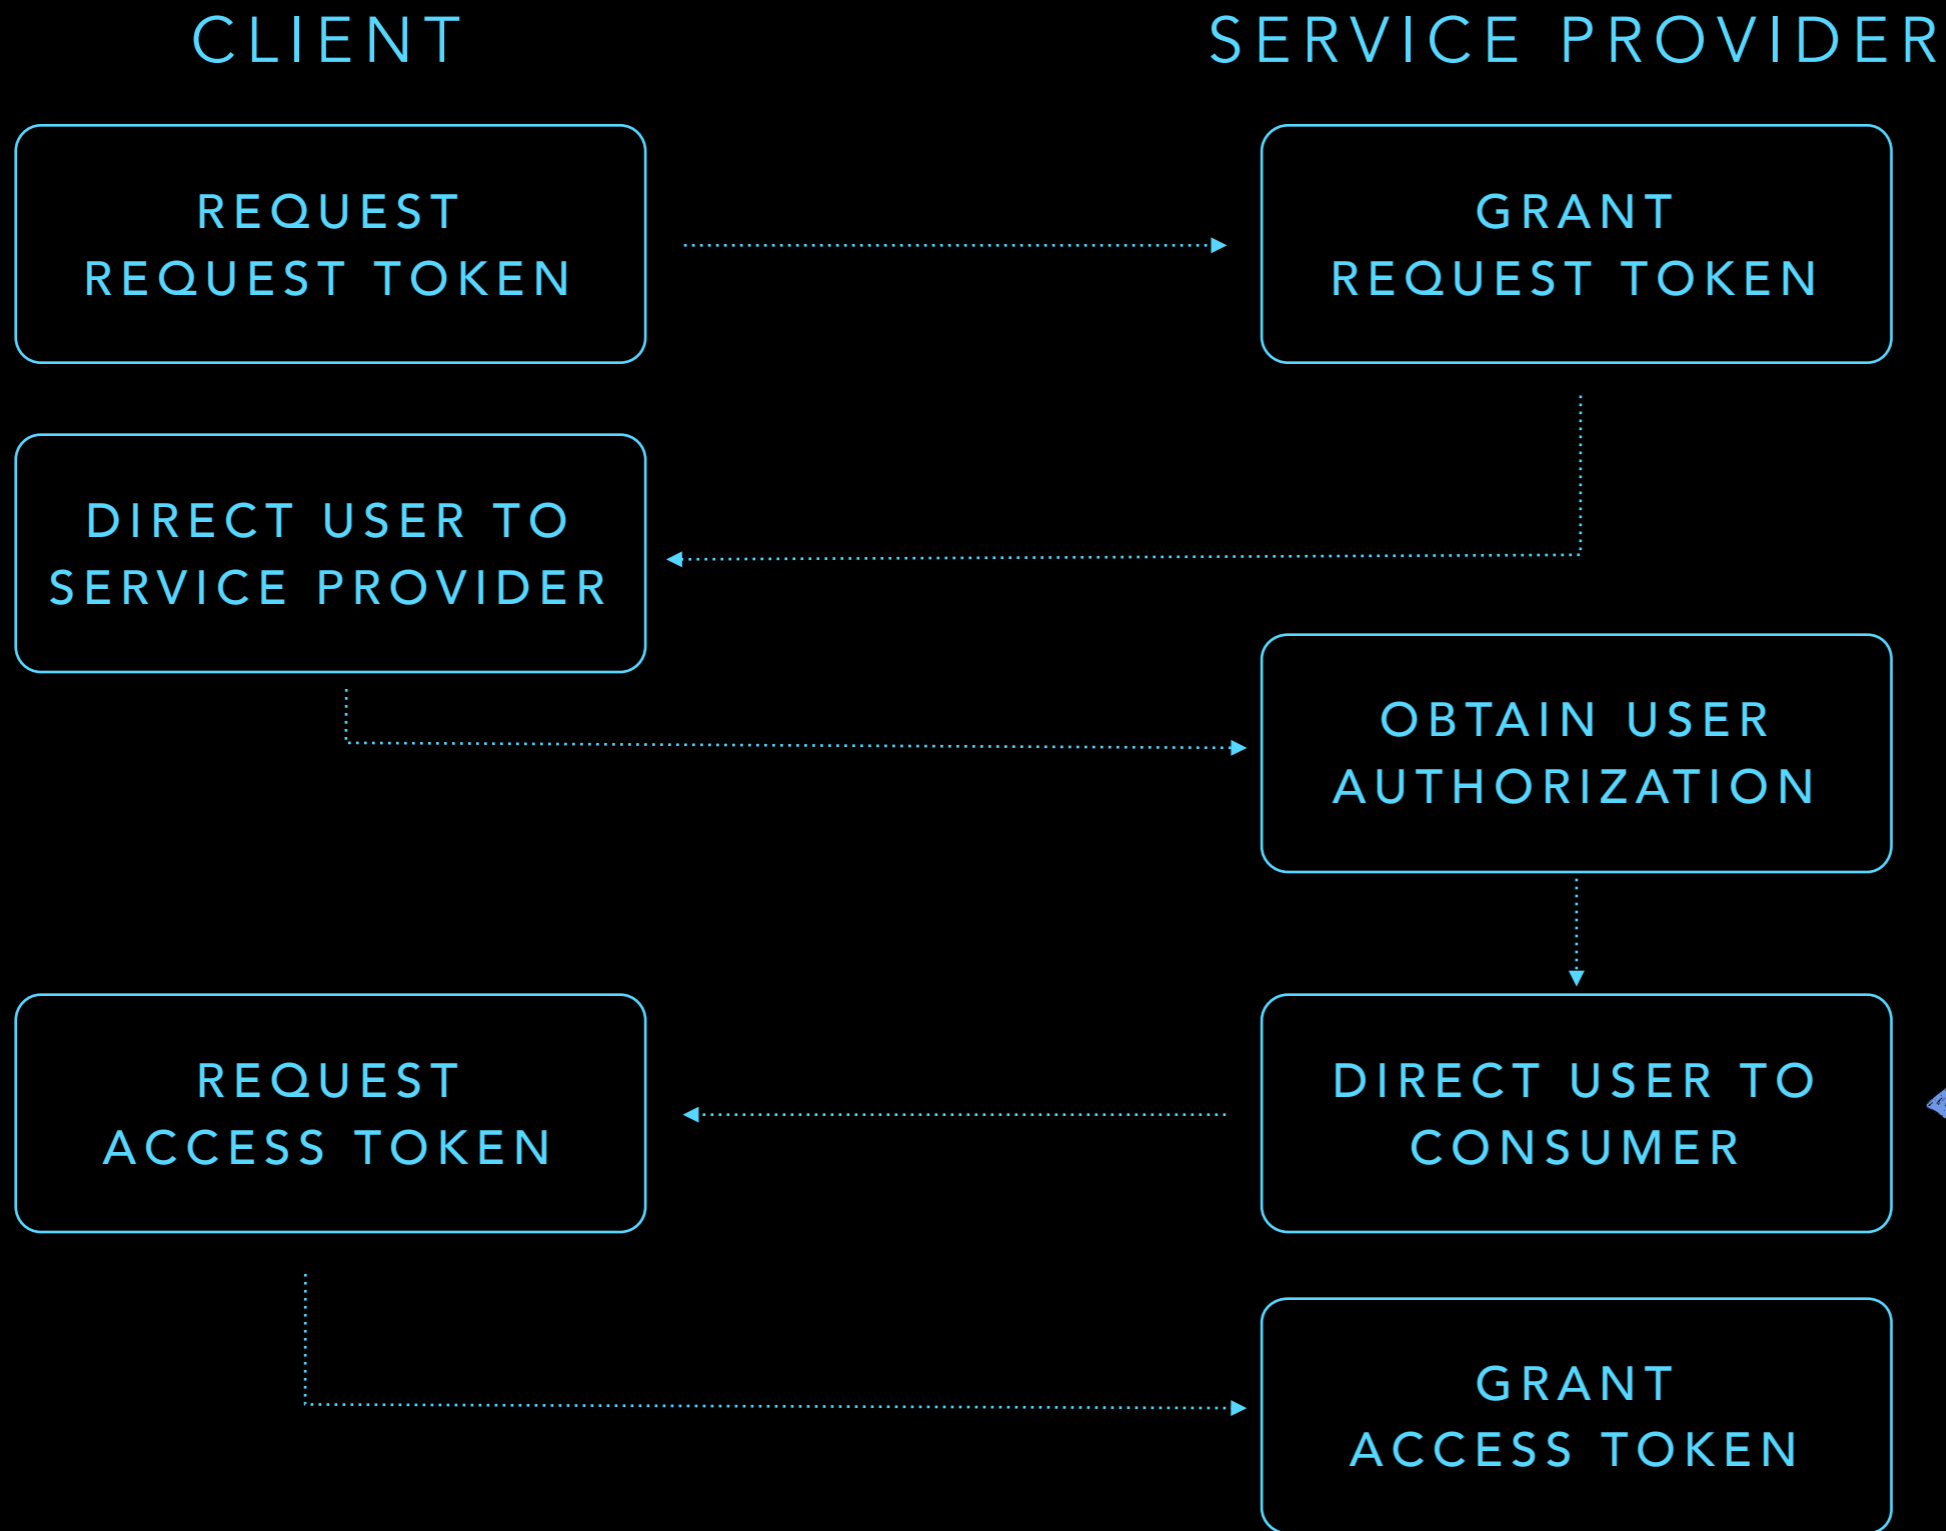 CLIENT
SERVICE PROVIDER
REQUEST
REQUEST TOKEN
GRANT
REQUEST TOKEN
DIRECT USER TO
SERVICE PROVIDER
OBTAIN USER
AUTHORIZATION
REQUEST
ACCESS TOKEN
DIRECT USER TO
CONSUMER
GRANT
ACCESS TOKEN